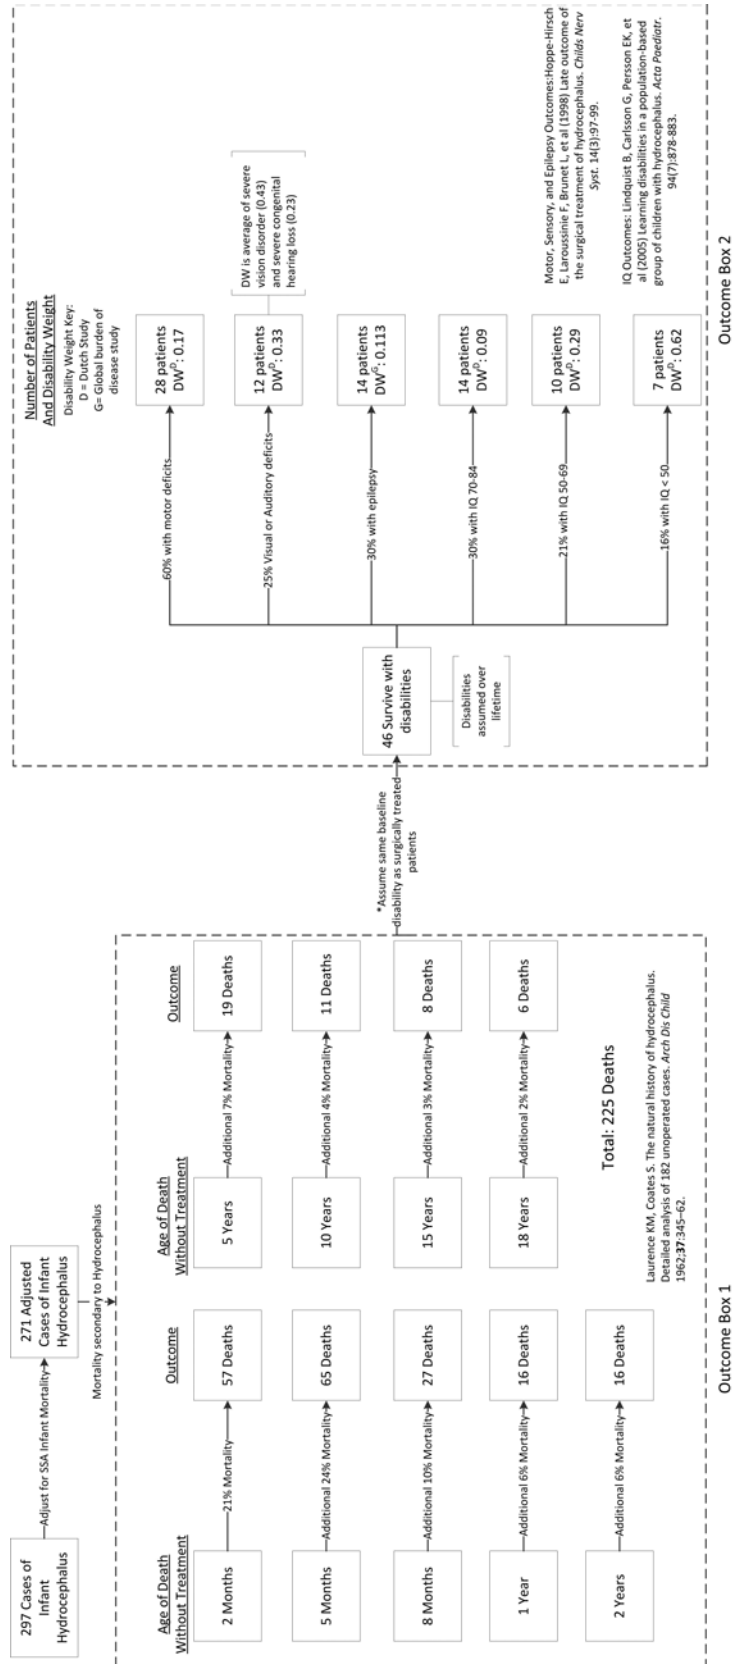 297 Cases of
Infant
Hydrocephalus
Adjust for SSA Infant Mortality
271 Adjusted
Cases of Infant
Hydrocephalus
Mortality secondary to Hydrocephalus
Age of Death
Without Treatment
Outcome
2 Months
21% Mortality
57 Deaths
5 Months
Additional 24% Mortality
65 Deaths
8 Months
Additional 10% Mortality
27 Deaths
1 Year
Additional 6% Mortality
16 Deaths
2 Years
Additional 6% Mortality
16 Deaths
Age of Death
Without Treatment
Outcome
5 Years
Additional 7% Mortality
19 Deaths
10 Years
Additional 4% Mortality
11 Deaths
15 Years
Additional 3% Mortality
8 Deaths
18 Years
Additional 2% Mortality
6 Deaths
Total: 225 Deaths
Laurence KM, Coates S. The natural history of hydrocephalus.
Detailed analysis of 182 unoperated cases. Arch Dis Child
1962;37:345–62.
Outcome Box 1
*Assume same baseline
disability as surgically treated
patients
46 Survive with
disabilities
Disabilities
assumed over
lifetime
Number of Patients
And Disability Weight
Disability Weight Key:
D = Dutch Study
G= Global burden of
disease study
60% with motor deficits
28 patients
DWᴰ: 0.17
25% Visual or Auditory deficits
12 patients
DWᴰ: 0.33
DW is average of severe
vision disorder (0.43)
and severe congenital
hearing loss (0.23)
30% with epilepsy
14 patients
DWᴳ: 0.113
30% with IQ 70-84
14 patients
DWᴰ: 0.09
21% with IQ 50-69
10 patients
DWᴰ: 0.29
16% with IQ < 50
7 patients
DWᴰ: 0.62
Motor, Sensory, and Epilepsy Outcomes:Hoppe-Hirsch
E, Laroussinie F, Brunet L, et al (1998) Late outcome of
the surgical treatment of hydrocephalus. Childs Nerv
Syst. 14(3):97-99.
IQ Outcomes: Lindquist B, Carlsson G, Persson EK, et
al (2005) Learning disabilities in a population-based
group of children with hydrocephalus. Acta Paediatr.
94(7):878-883.
Outcome Box 2